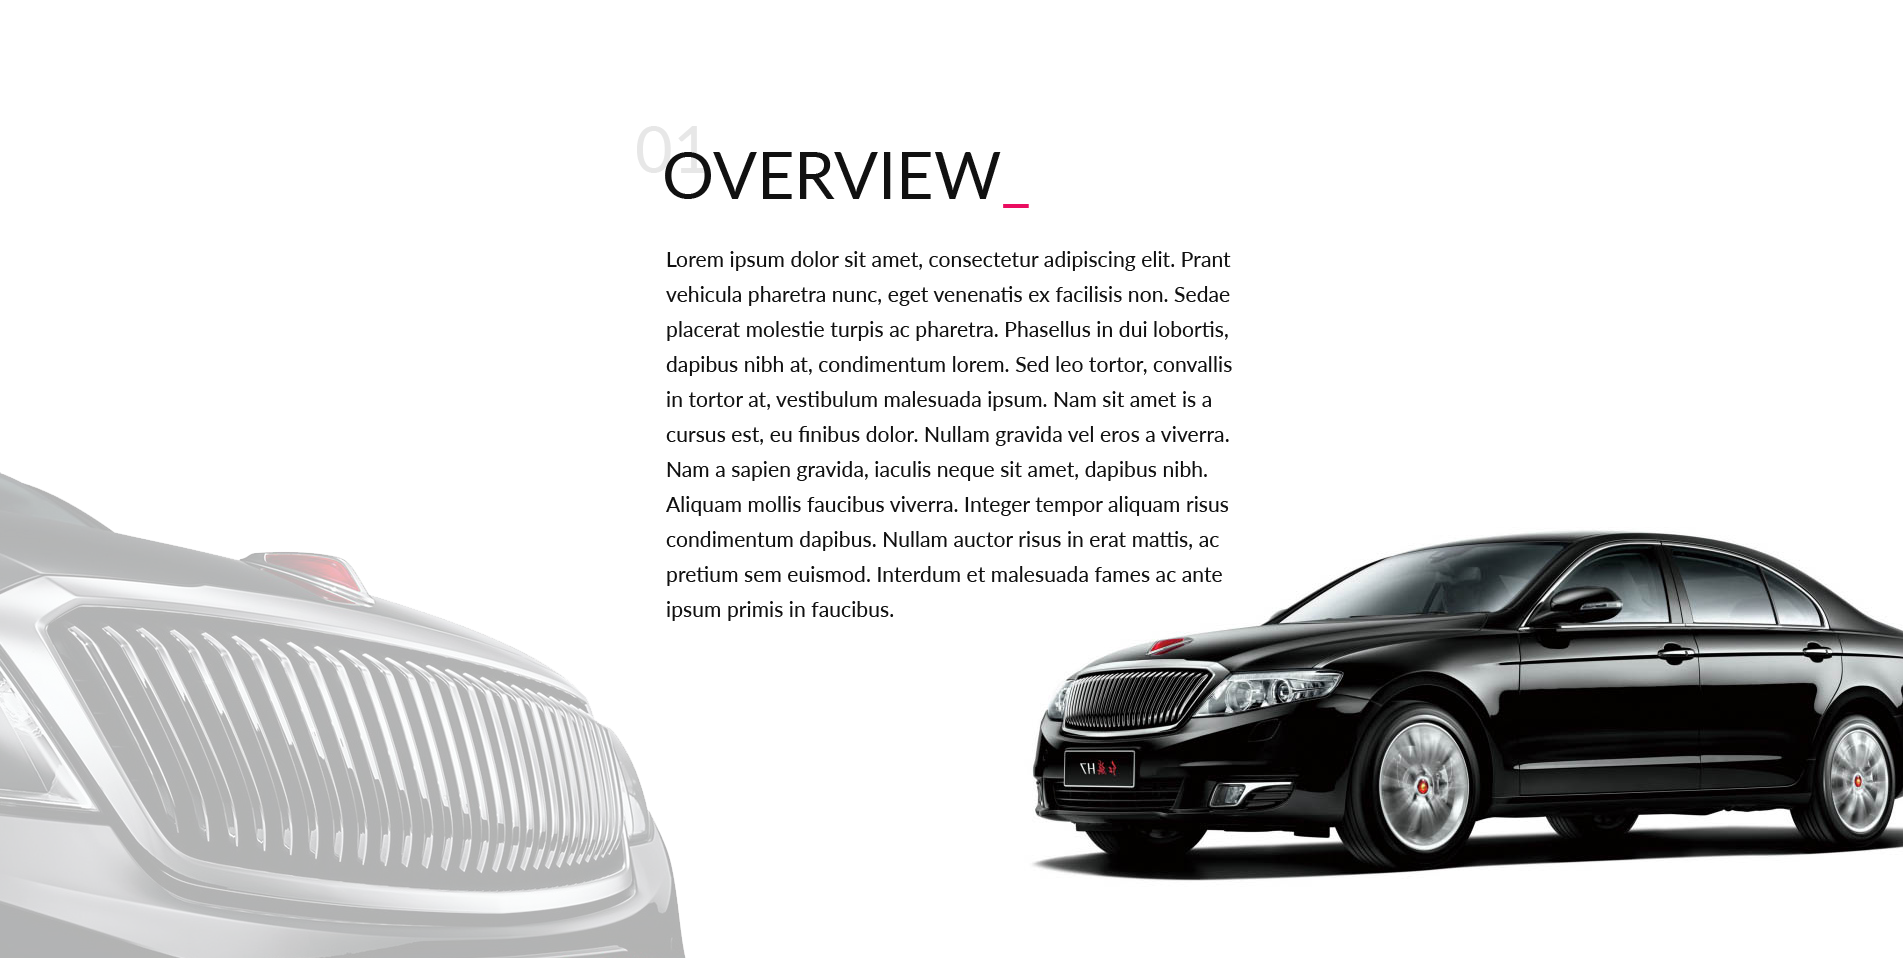 01
OVERVIEW_
Lorem ipsum dolor sit amet, consectetur adipiscing elit. Prant
vehicula pharetra nunc, eget venenatis ex facilisis non. Sedae
placerat molestie turpis ac pharetra. Phasellus in dui lobortis,
dapibus nibh at, condimentum lorem. Sed leo tortor, convallis
in tortor at, vestibulum malesuada ipsum. Nam sit amet is a
cursus est, eu finibus dolor. Nullam gravida vel eros a viverra.
Nam a sapien gravida, iaculis neque sit amet, dapibus nibh.
Aliquam mollis faucibus viverra. Integer tempor aliquam risus
condimentum dapibus. Nullam auctor risus in erat mattis, ac
pretium sem euismod. Interdum et malesuada fames ac ante
ipsum primis in faucibus.
H7